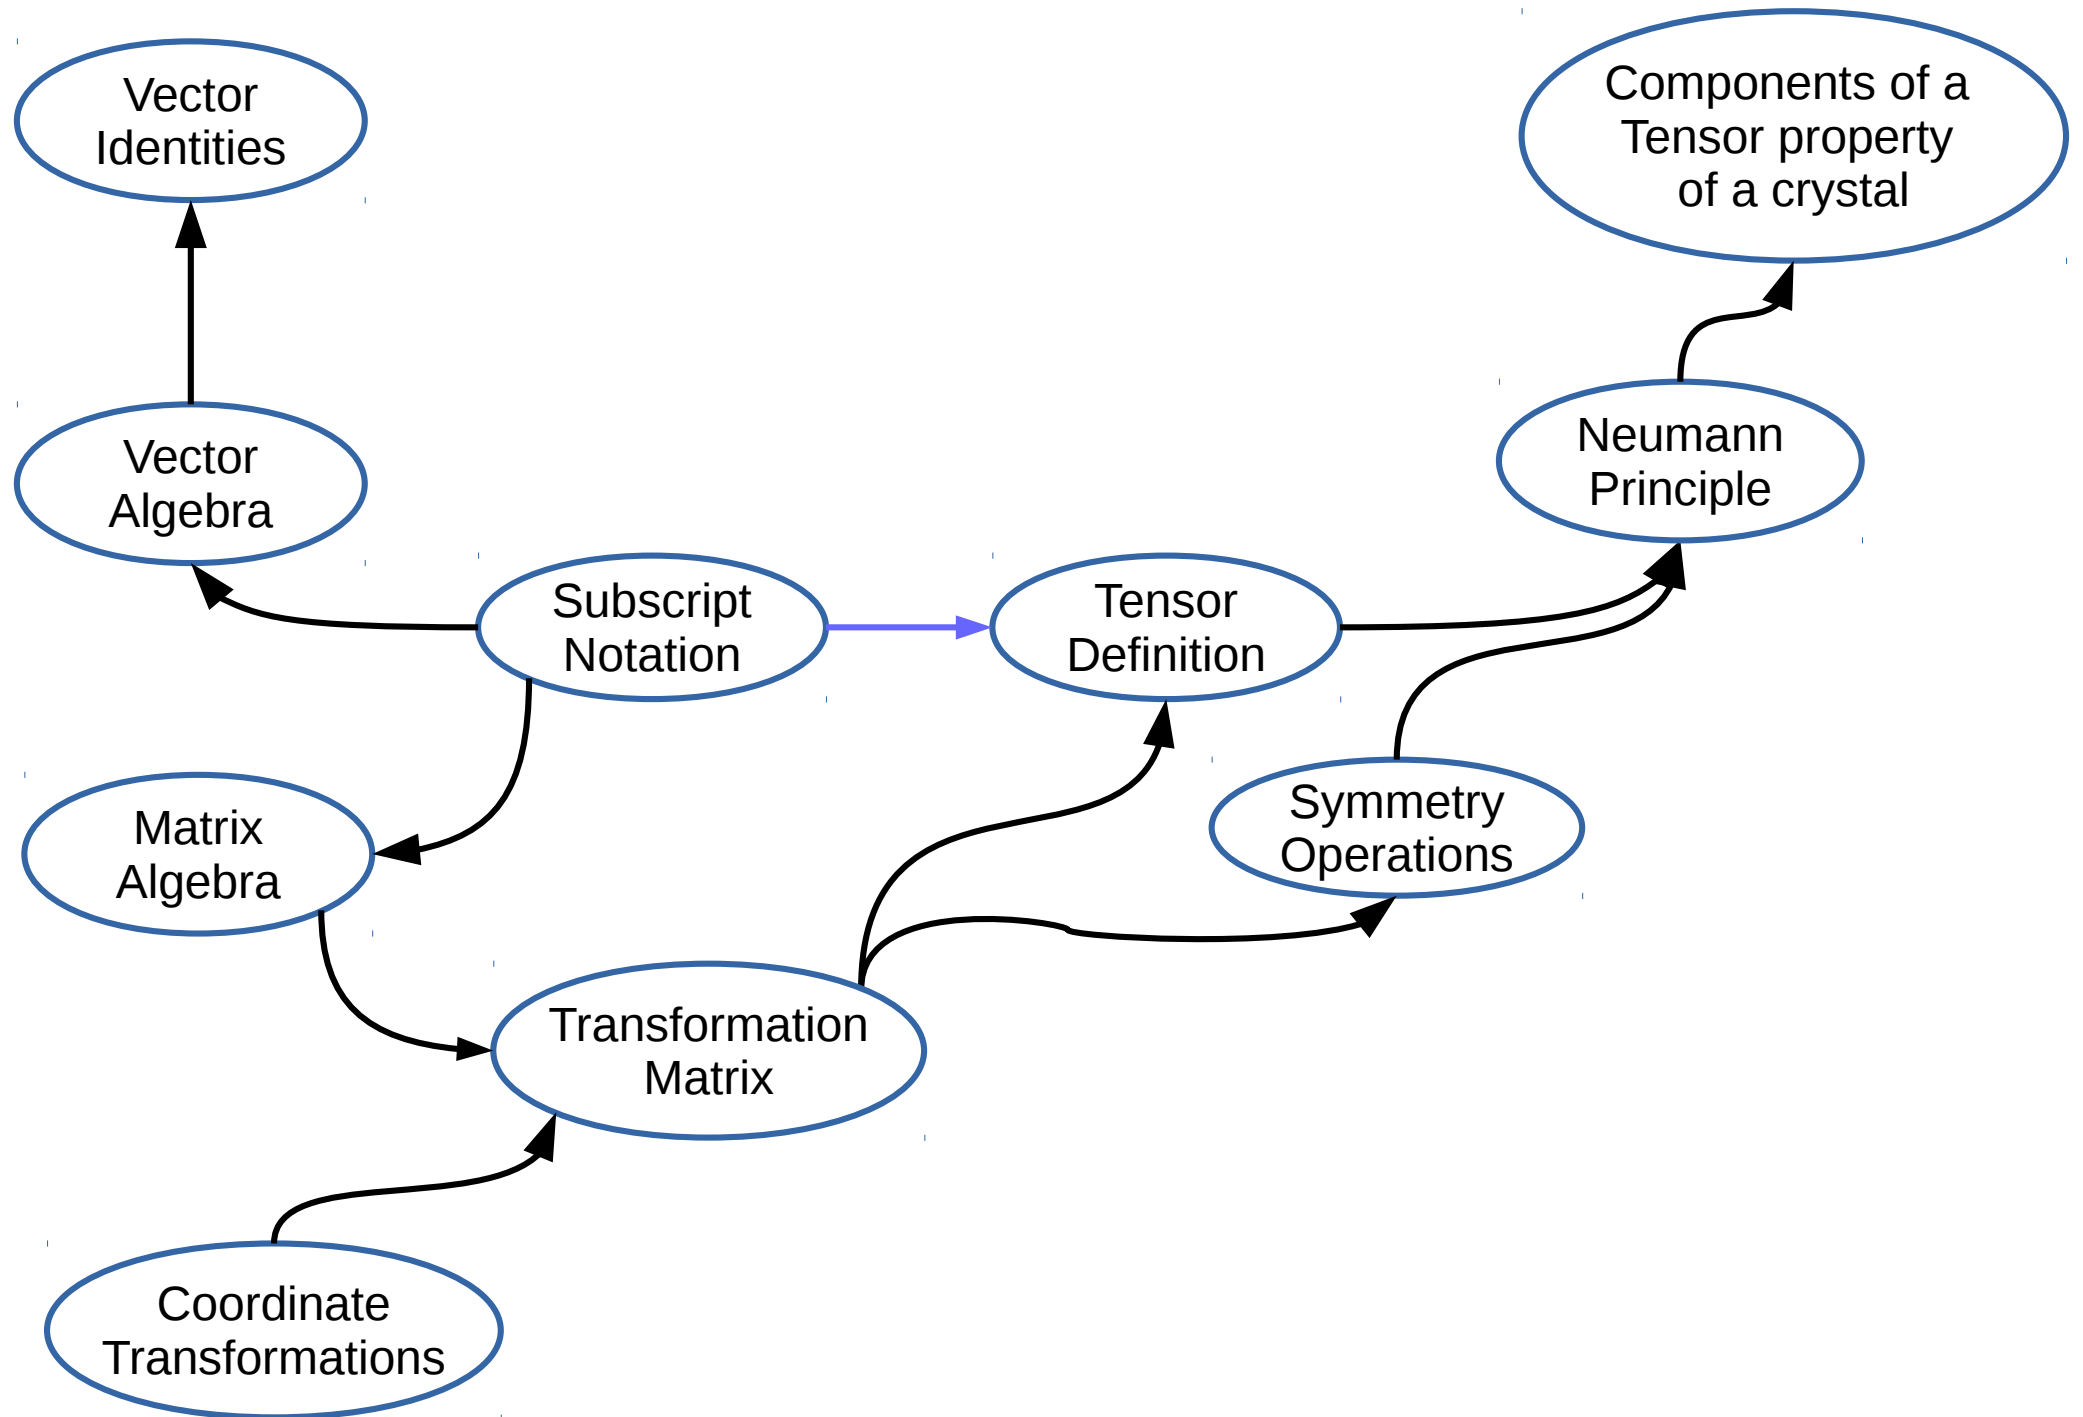 Vector
Identities
Components of a
Tensor property
of a crystal
Vector
Algebra
Neumann
Principle
Subscript
Notation
Tensor
Definition
Matrix
Algebra
Symmetry
Operations
Transformation
Matrix
Coordinate
Transformations